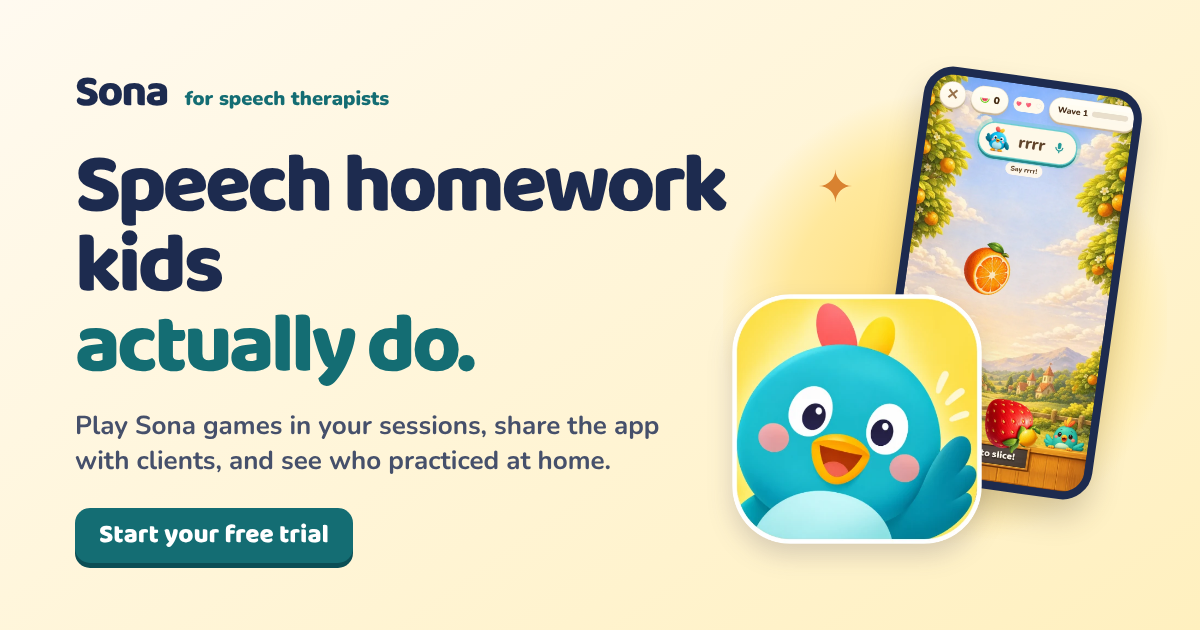 Sona for speech therapists
Speech homework
kids
actually do.
Play Sona games in your sessions, share the app
with clients, and see who practiced at home.
Start your free trial
0
Wave 1
rrrr
Say rrrr!
to slice!